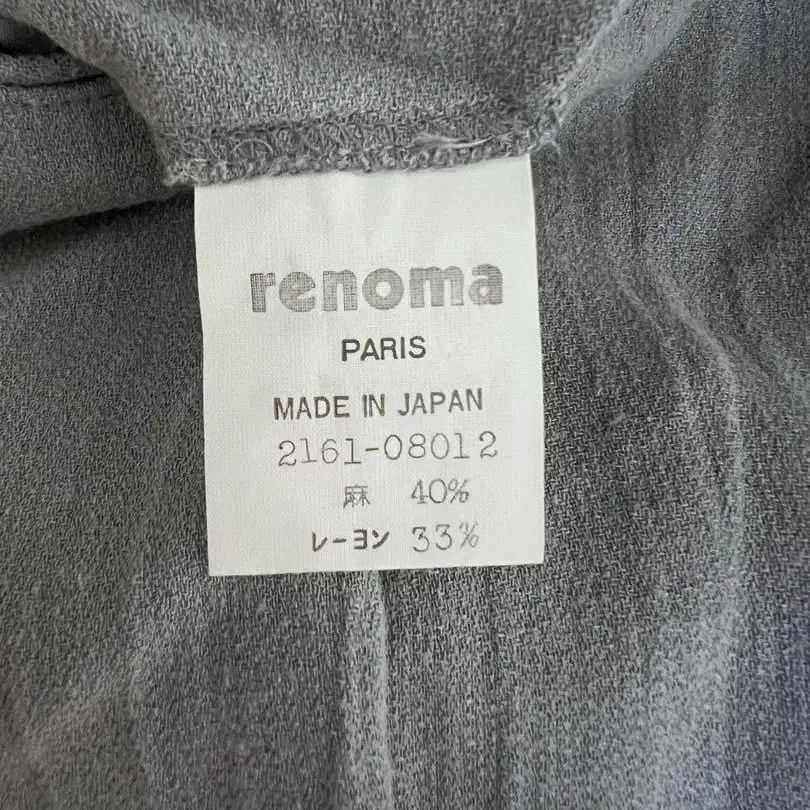 renoma
PARIS
MADE IN JAPAN
2161-08012
麻 40%
レーヨン 33%